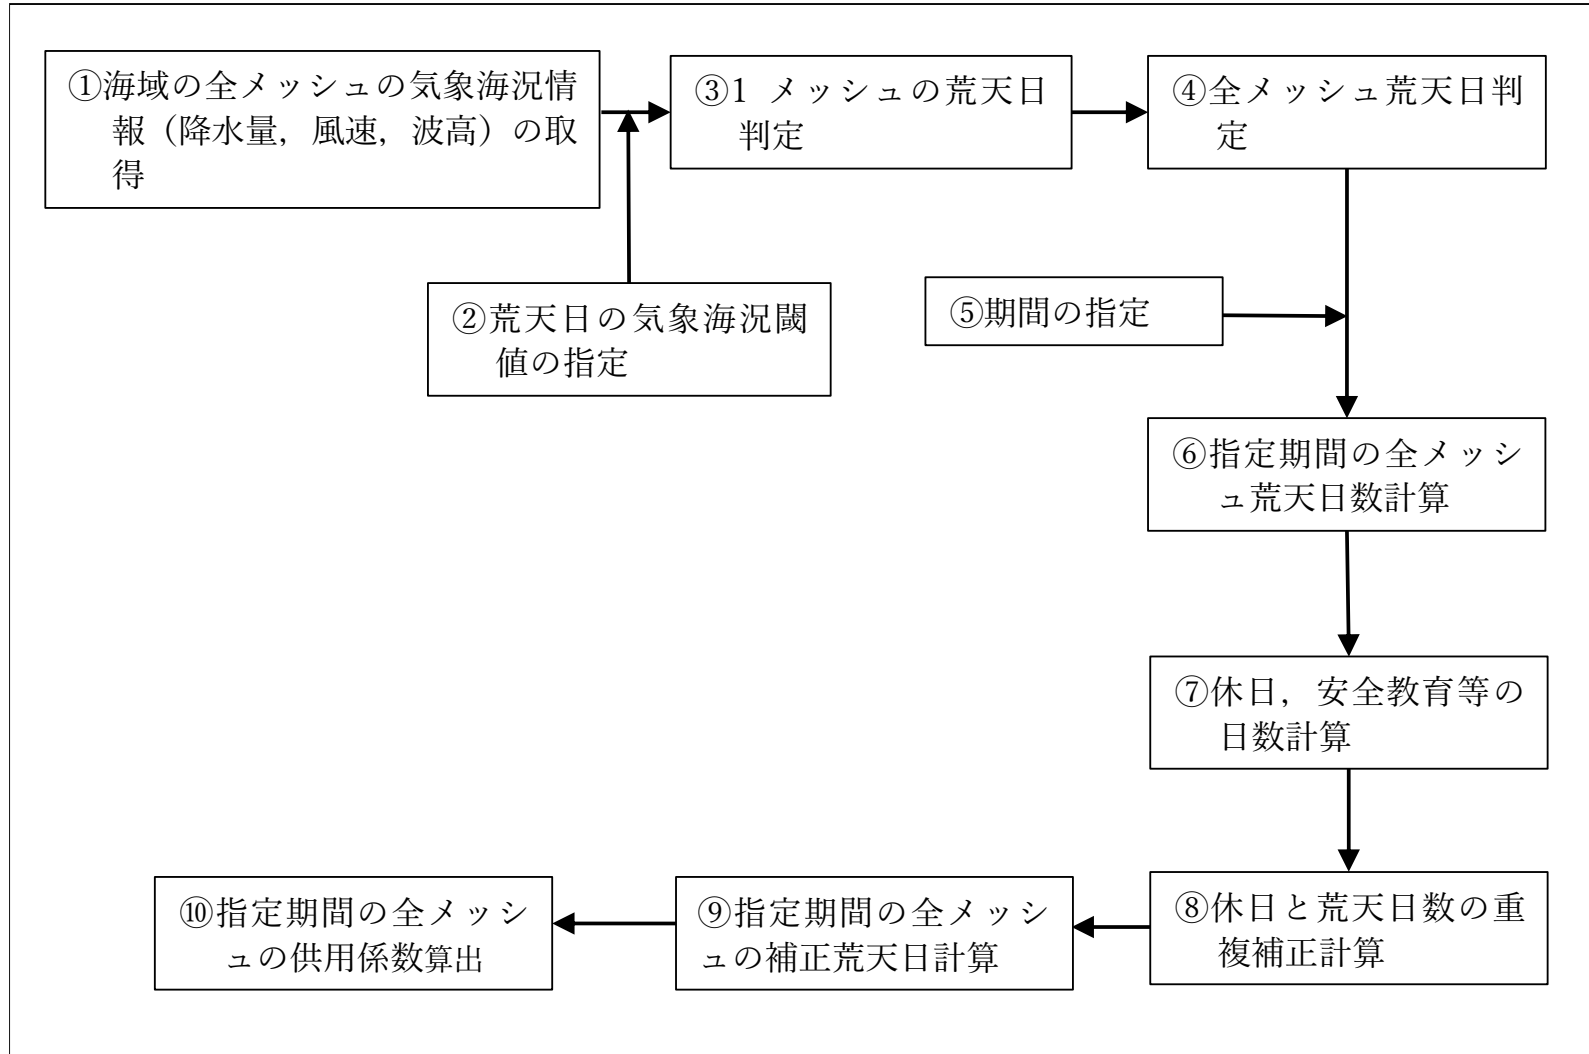 ①海域の全メッシュの気象海況情
報（降水量，風速，波高）の取
得
②荒天日の気象海況閾
値の指定
③1 メッシュの荒天日
判定
④全メッシュ荒天日判
定
⑤期間の指定
⑥指定期間の全メッシ
ュ荒天日数計算
⑦休日，安全教育等の
日数計算
⑧休日と荒天日数の重
複補正計算
⑨指定期間の全メッシ
ュの補正荒天日計算
⑩指定期間の全メッシ
ュの供用係数算出